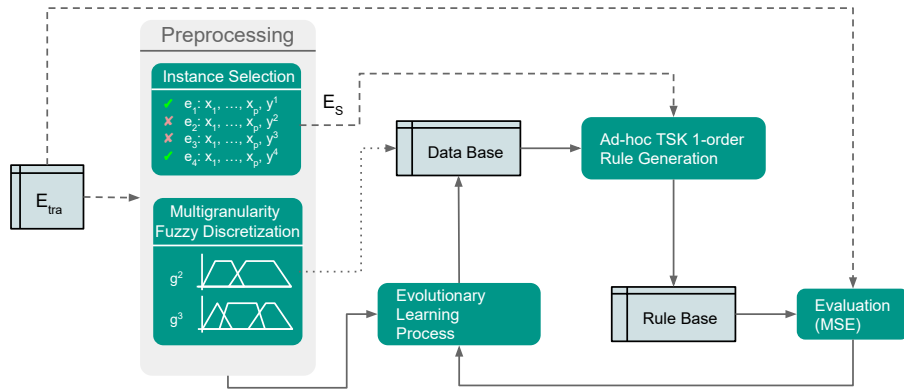 Preprocessing
Instance Selection
✓ e₁: x₁, ..., xₚ, y¹
✗ e₂: x₁, ..., xₚ, y²
✗ e₃: x₁, ..., xₚ, y³
✓ e₄: x₁, ..., xₚ, y⁴
E_S
E_tra
Multigranularity
Fuzzy Discretization
g²
g³
Data Base
Ad-hoc TSK 1-order
Rule Generation
Evolutionary
Learning
Process
Rule Base
Evaluation
(MSE)